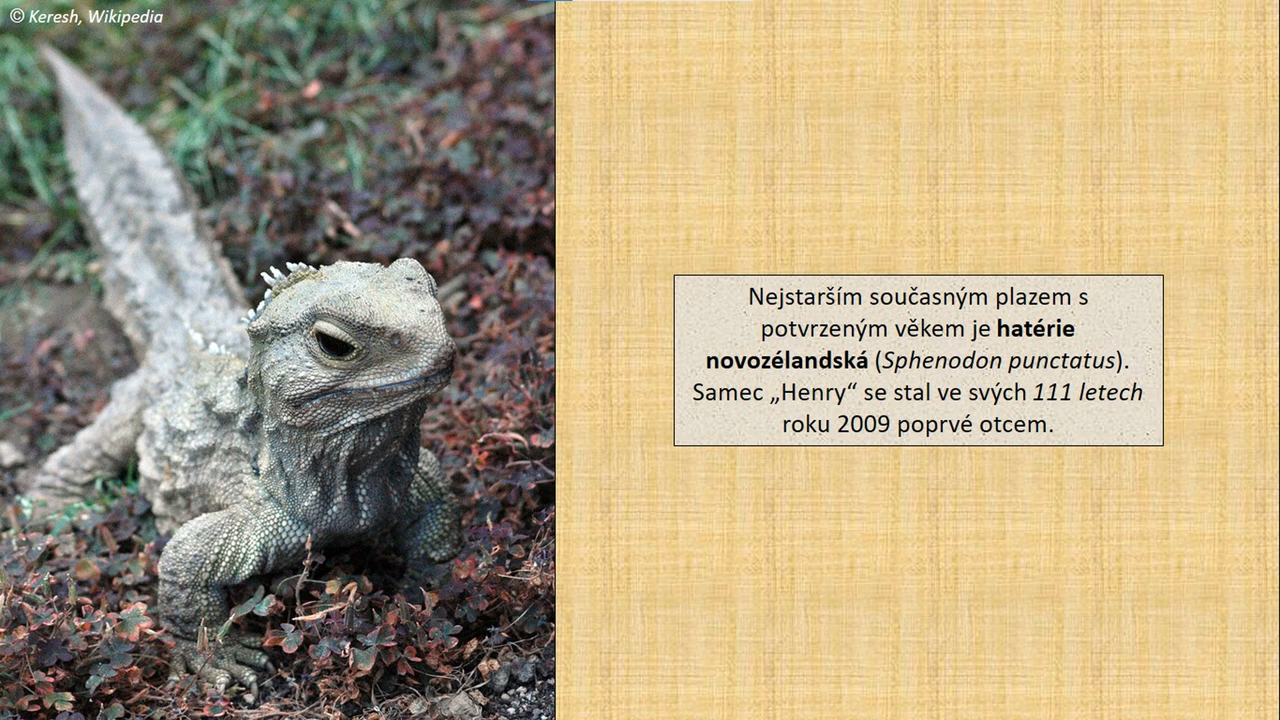 © Keresh, Wikipedia
Nejstarším současným plazem s
potvrzeným věkem je hatérie
novozélandská (Sphenodon punctatus).
Samec „Henry“ se stal ve svých 111 letech
roku 2009 poprvé otcem.